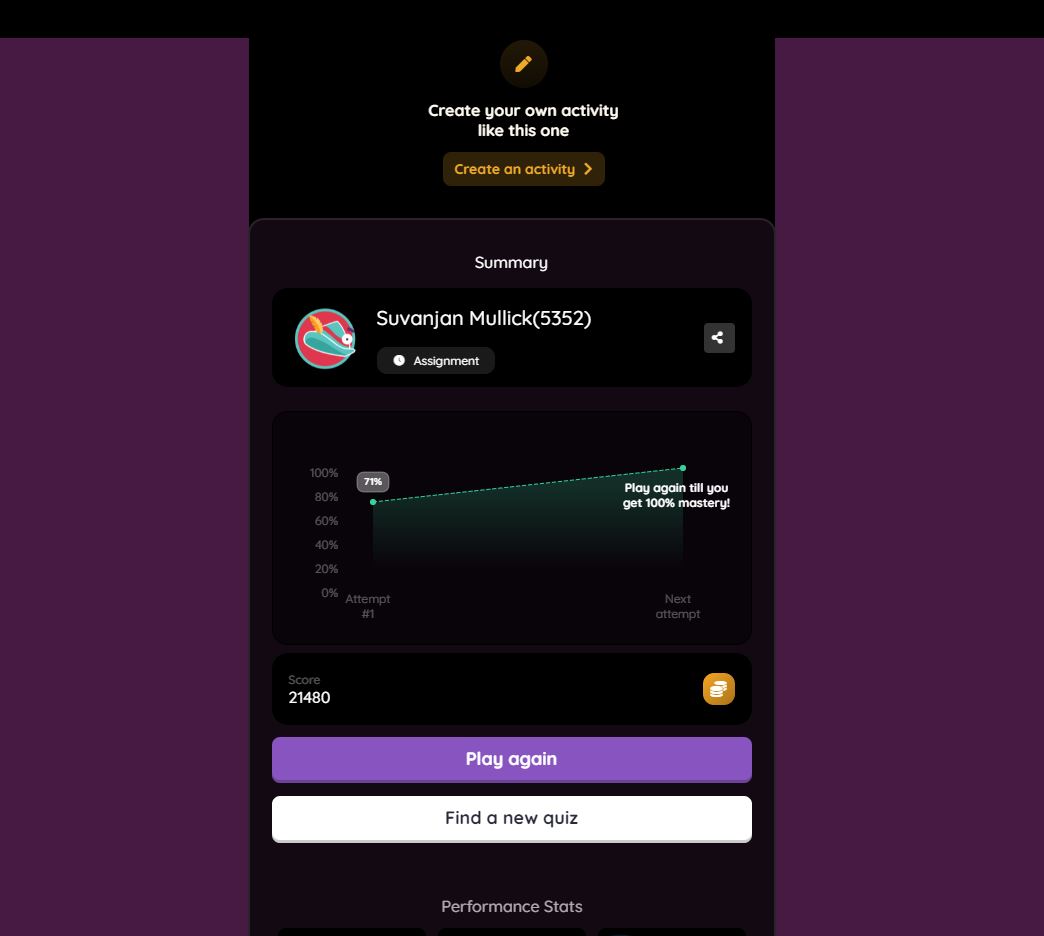 Create your own activity
like this one
Create an activity
Summary
Suvanjan Mullick(5352)
Assignment
100%
71%
80%
Play again till you
get 100% mastery!
60%
40%
20%
0%
Attempt
#1
Next
attempt
Score
21480
Play again
Find a new quiz
Performance Stats